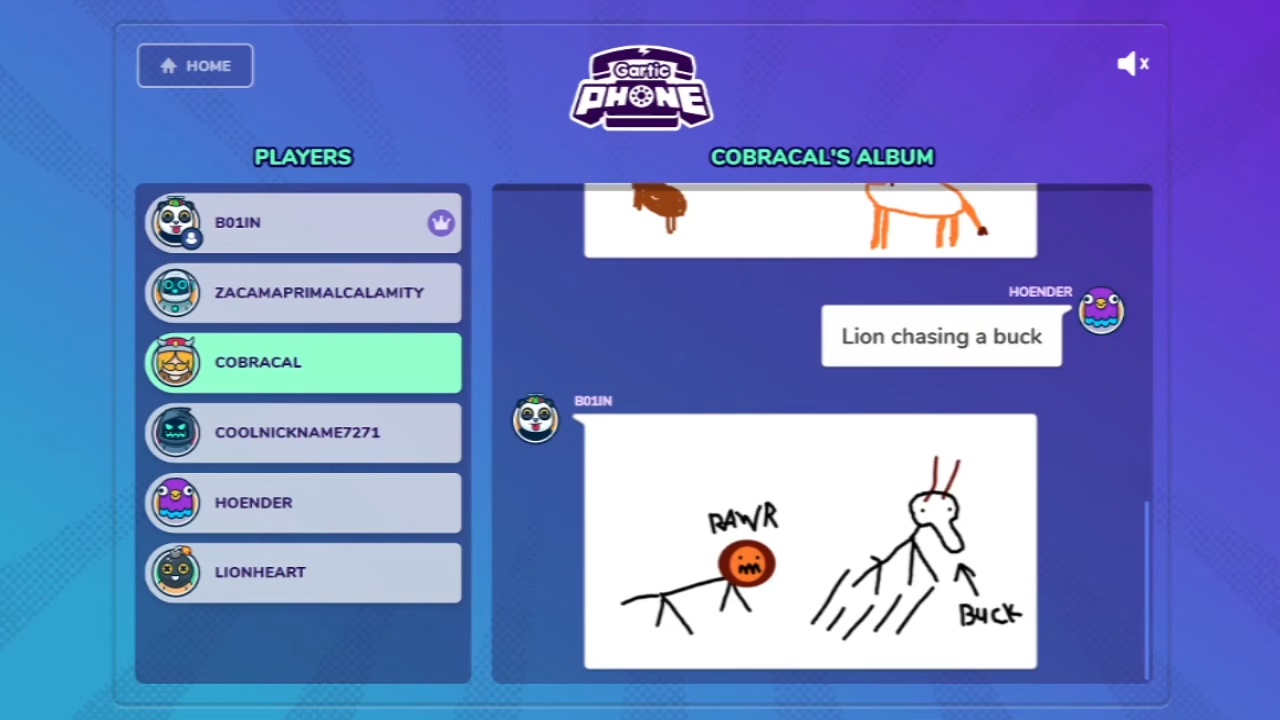 HOME
Gartic
PHONE
x
PLAYERS
COBRACAL'S ALBUM
B01IN
ZACAMAPRIMALCALAMITY
COBRACAL
COOLNICKNAME7271
HOENDER
LIONHEART
HOENDER
Lion chasing a buck
B01IN
RAWR
BUCK